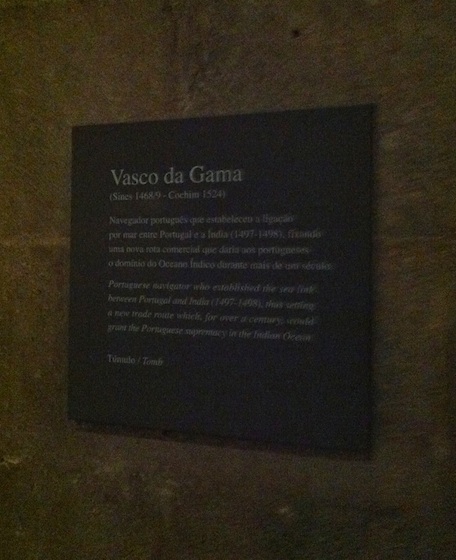 Vasco da Gama
(Sines 1468/9 - Cochim 1524)
Navegador português que estabeleceu a ligação
por mar entre Portugal e a Índia (1497-1498), fixando
uma nova rota comercial que daria aos portugueses
o domínio do Oceano Índico durante mais de um século.
Portuguese navigator who established the sea link
between Portugal and India (1497-1498), thus setting
a new trade route which, for over a century, would
grant the Portuguese supremacy in the Indian Ocean.
Túmulo / Tomb